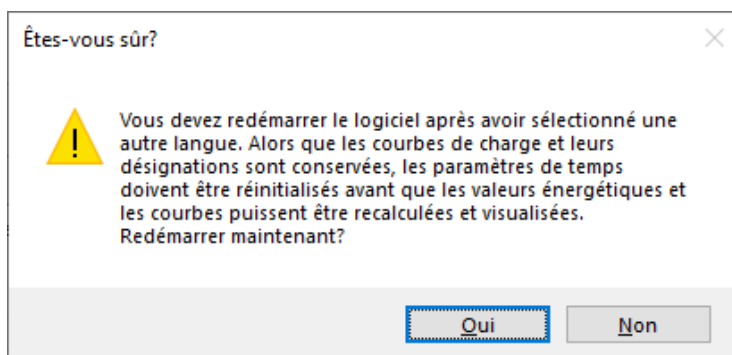 Êtes-vous sûr?
Vous devez redémarrer le logiciel après avoir sélectionné une
autre langue. Alors que les courbes de charge et leurs
désignations sont conservées, les paramètres de temps
doivent être réinitialisés avant que les valeurs énergétiques et
les courbes puissent être recalculées et visualisées.
Redémarrer maintenant?
Oui
Non